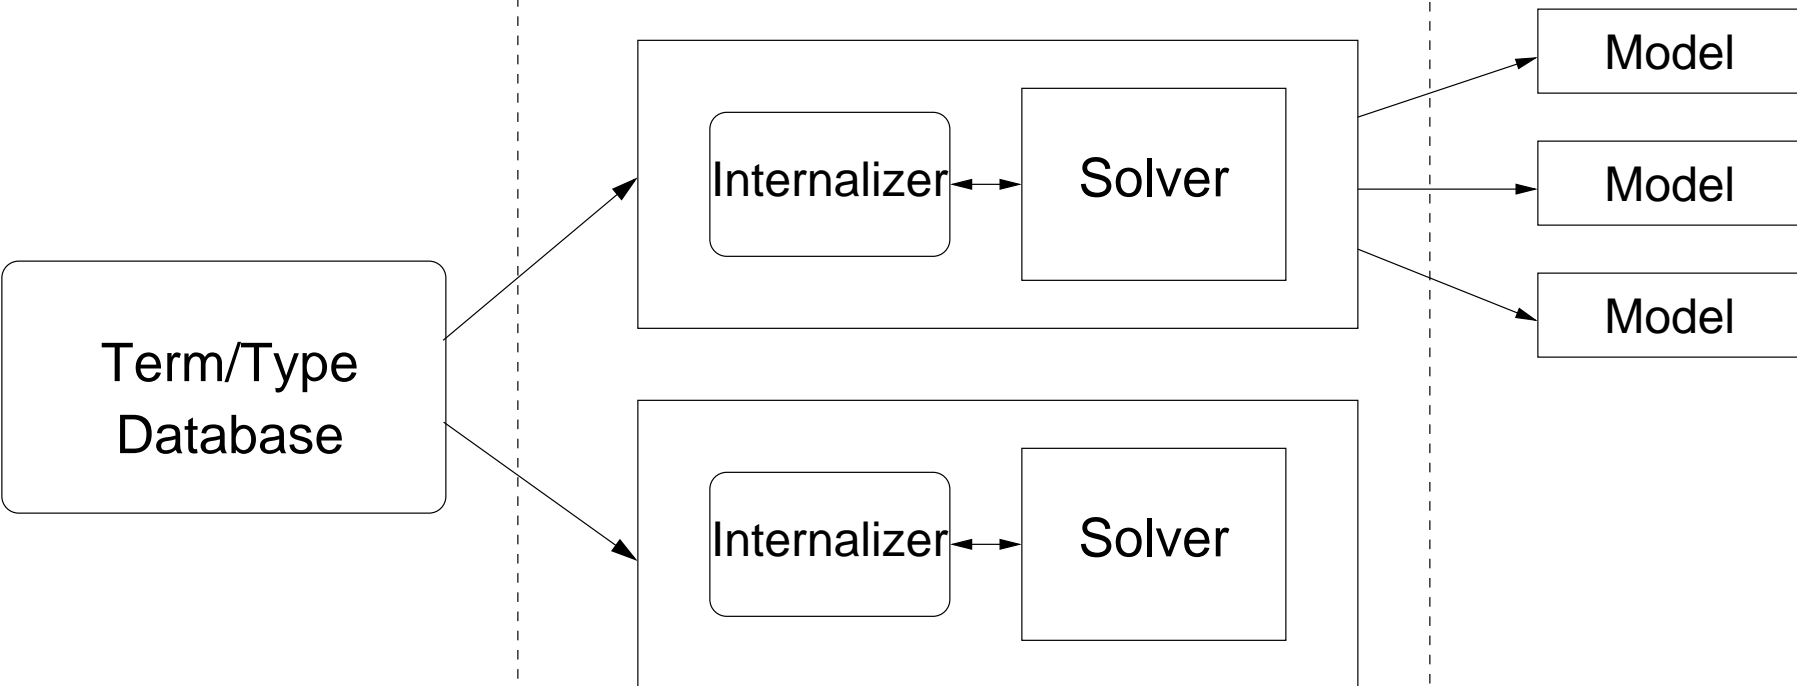 Term/Type
Database
Internalizer
Solver
Internalizer
Solver
Model
Model
Model